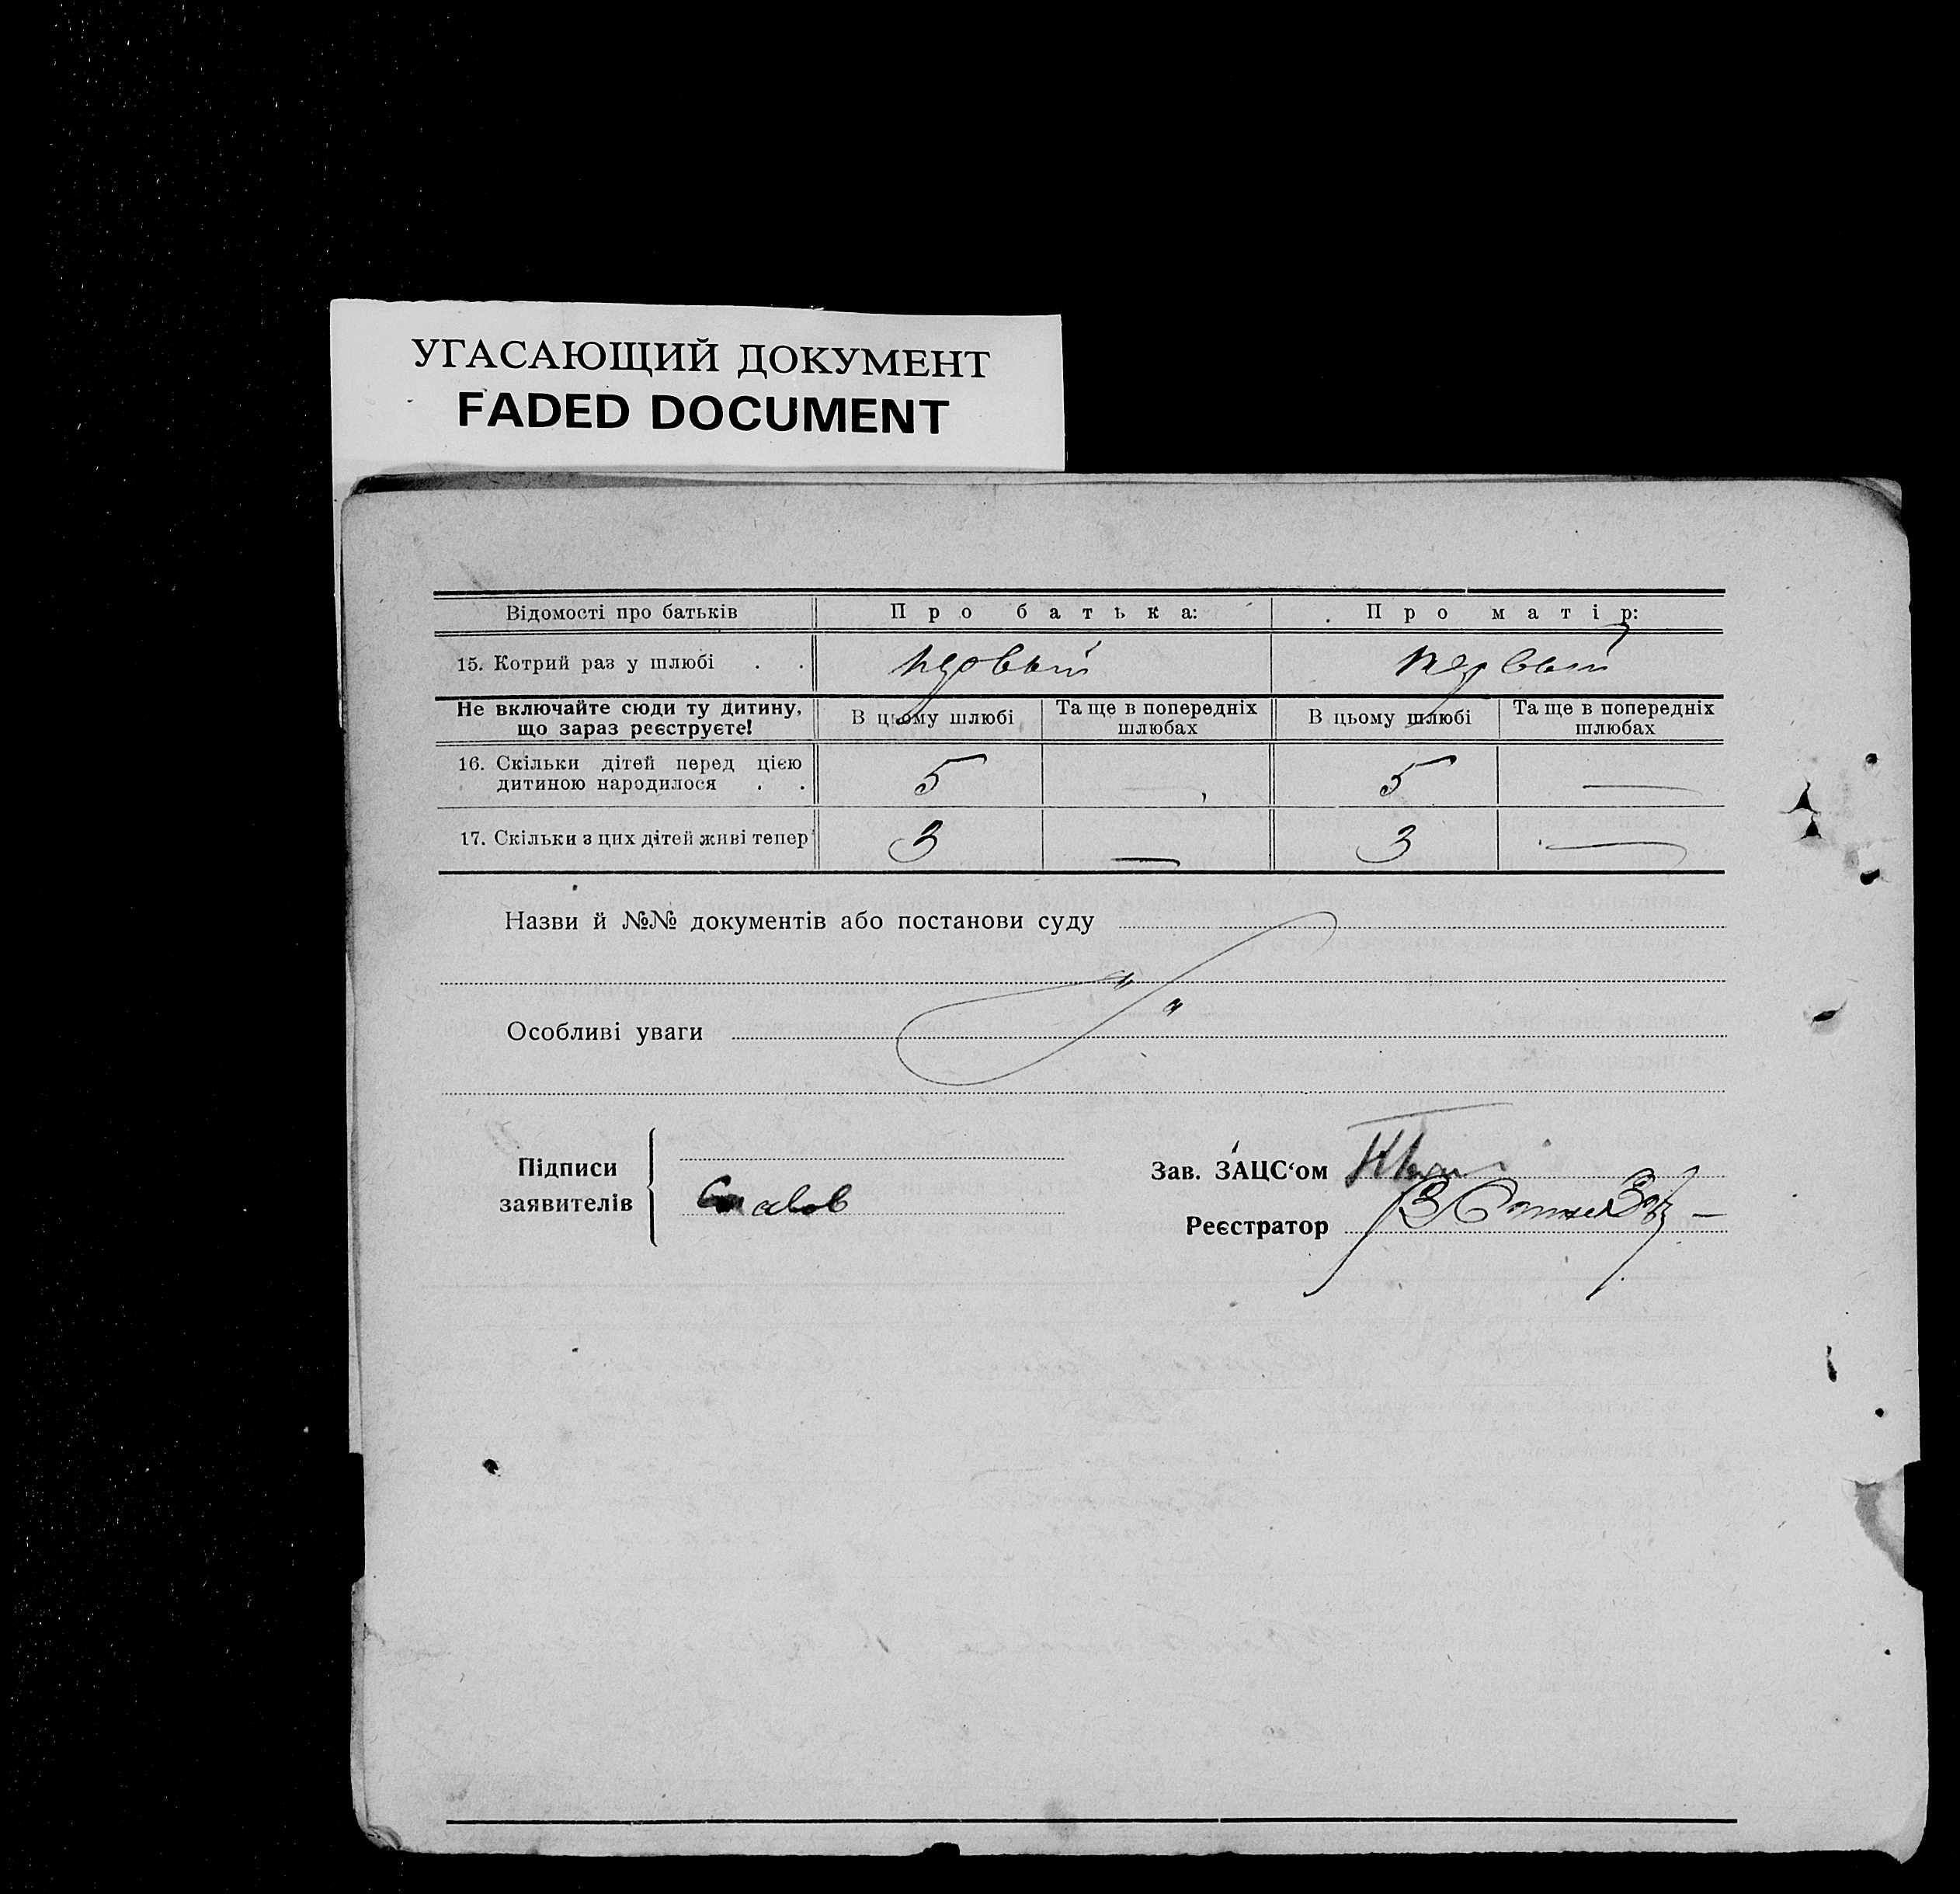 УГАСАЮЩИЙ ДОКУМЕНТ
FADED DOCUMENT
Відомості про батьків Про батька: Про матір:
15. Котрий раз у шлюбі . . первый первый
Не включайте сюди ту дитину, що зараз реєструєте! В цьому шлюбі Та ще в попередніх шлюбах В цьому шлюбі Та ще в попередніх шлюбах
16. Скільки дітей перед цією дитиною народилося . . 5 — 5 —
17. Скільки з цих дітей живі тепер 3 — 3 —
Назви й №№ документів або постанови суду
Особливі уваги
Підписи заявителів
Зав. ЗАЦС‘ом
Реєстратор